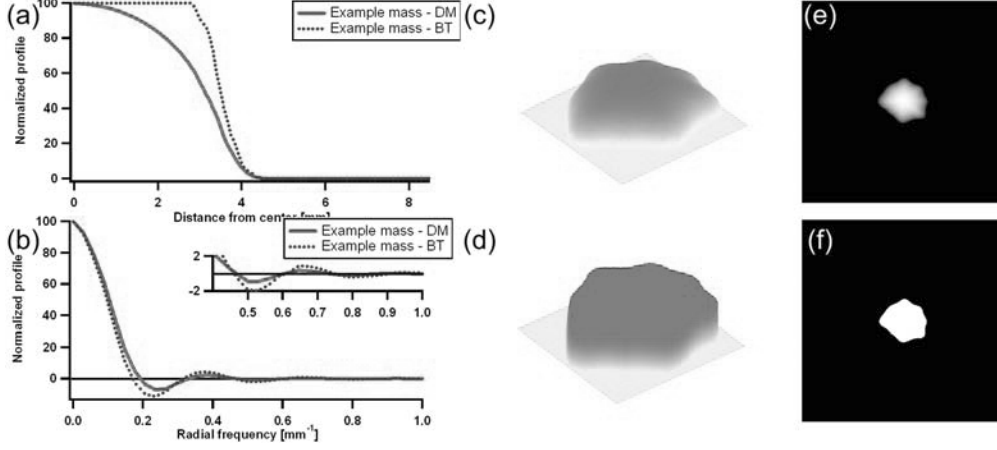 (a)
Example mass - DM
Example mass - BT
Normalized profile
100
80
60
40
20
0
0 2 4 6 8
Distance from center [mm]
(b)
Example mass - DM
Example mass - BT
Normalized profile
100
80
60
40
20
0
2
-2
0.5 0.6 0.7 0.8 0.9 1.0
0.0 0.2 0.4 0.6 0.8 1.0
Radial frequency [mm-1]
(c)
(d)
(e)
(f)